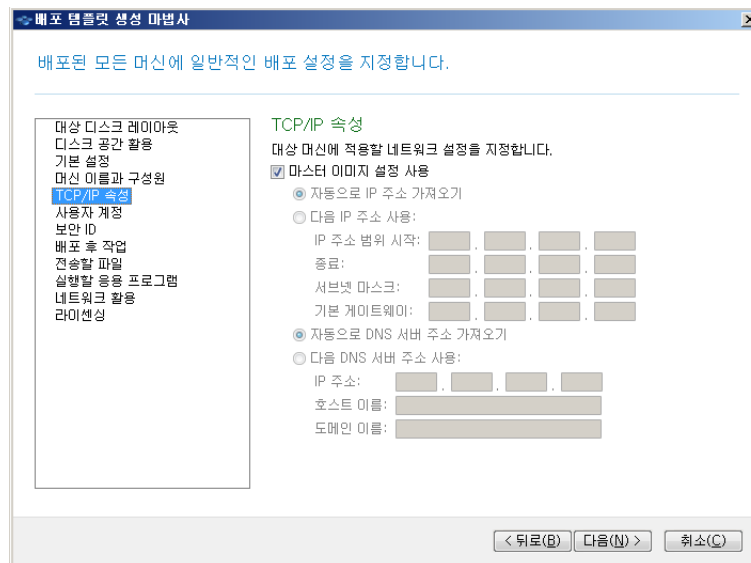 배포 템플릿 생성 마법사
배포된 모든 머신에 일반적인 배포 설정을 지정합니다.
대상 디스크 레이아웃
디스크 공간 활용
기본 설정
머신 이름과 구성원
TCP/IP 속성
사용자 계정
보안 ID
배포 후 작업
전송할 파일
실행할 응용 프로그램
네트워크 활용
라이센싱
TCP/IP 속성
대상 머신에 적용할 네트워크 설정을 지정합니다.
마스터 이미지 설정 사용
자동으로 IP 주소 가져오기
다음 IP 주소 사용:
IP 주소 범위 시작:
종료:
서브넷 마스크:
기본 게이트웨이:
자동으로 DNS 서버 주소 가져오기
다음 DNS 서버 주소 사용:
IP 주소:
호스트 이름:
도메인 이름:
< 뒤로(B)
다음(N) >
취소(C)